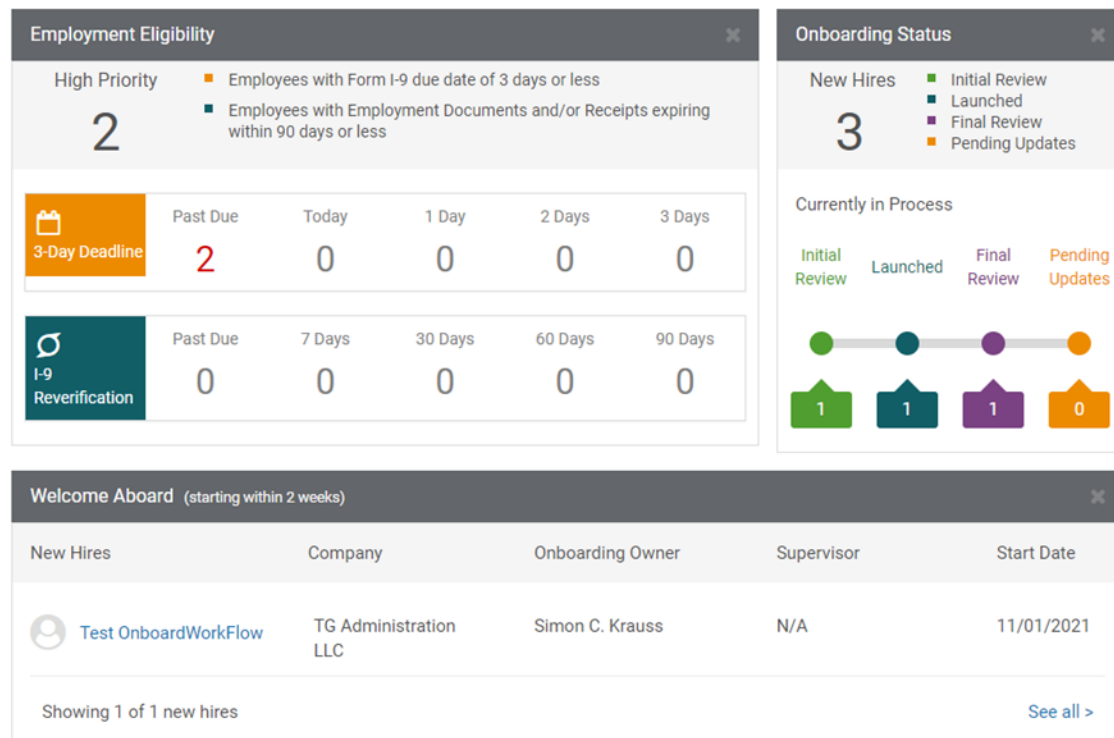 Employment Eligibility
High Priority
2
Employees with Form I-9 due date of 3 days or less
Employees with Employment Documents and/or Receipts expiring
within 90 days or less
3-Day Deadline
Past Due Today 1 Day 2 Days 3 Days
2 0 0 0 0
I-9
Reverification
Past Due 7 Days 30 Days 60 Days 90 Days
0 0 0 0 0
Onboarding Status
New Hires
3
Initial Review
Launched
Final Review
Pending Updates
Currently in Process
Initial
Review
Launched
Final
Review
Pending
Updates
1 1 1 0
Welcome Aboard (starting within 2 weeks)
New Hires Company Onboarding Owner Supervisor Start Date
Test OnboardWorkFlow
TG Administration
LLC
Simon C. Krauss
N/A
11/01/2021
Showing 1 of 1 new hires
See all >